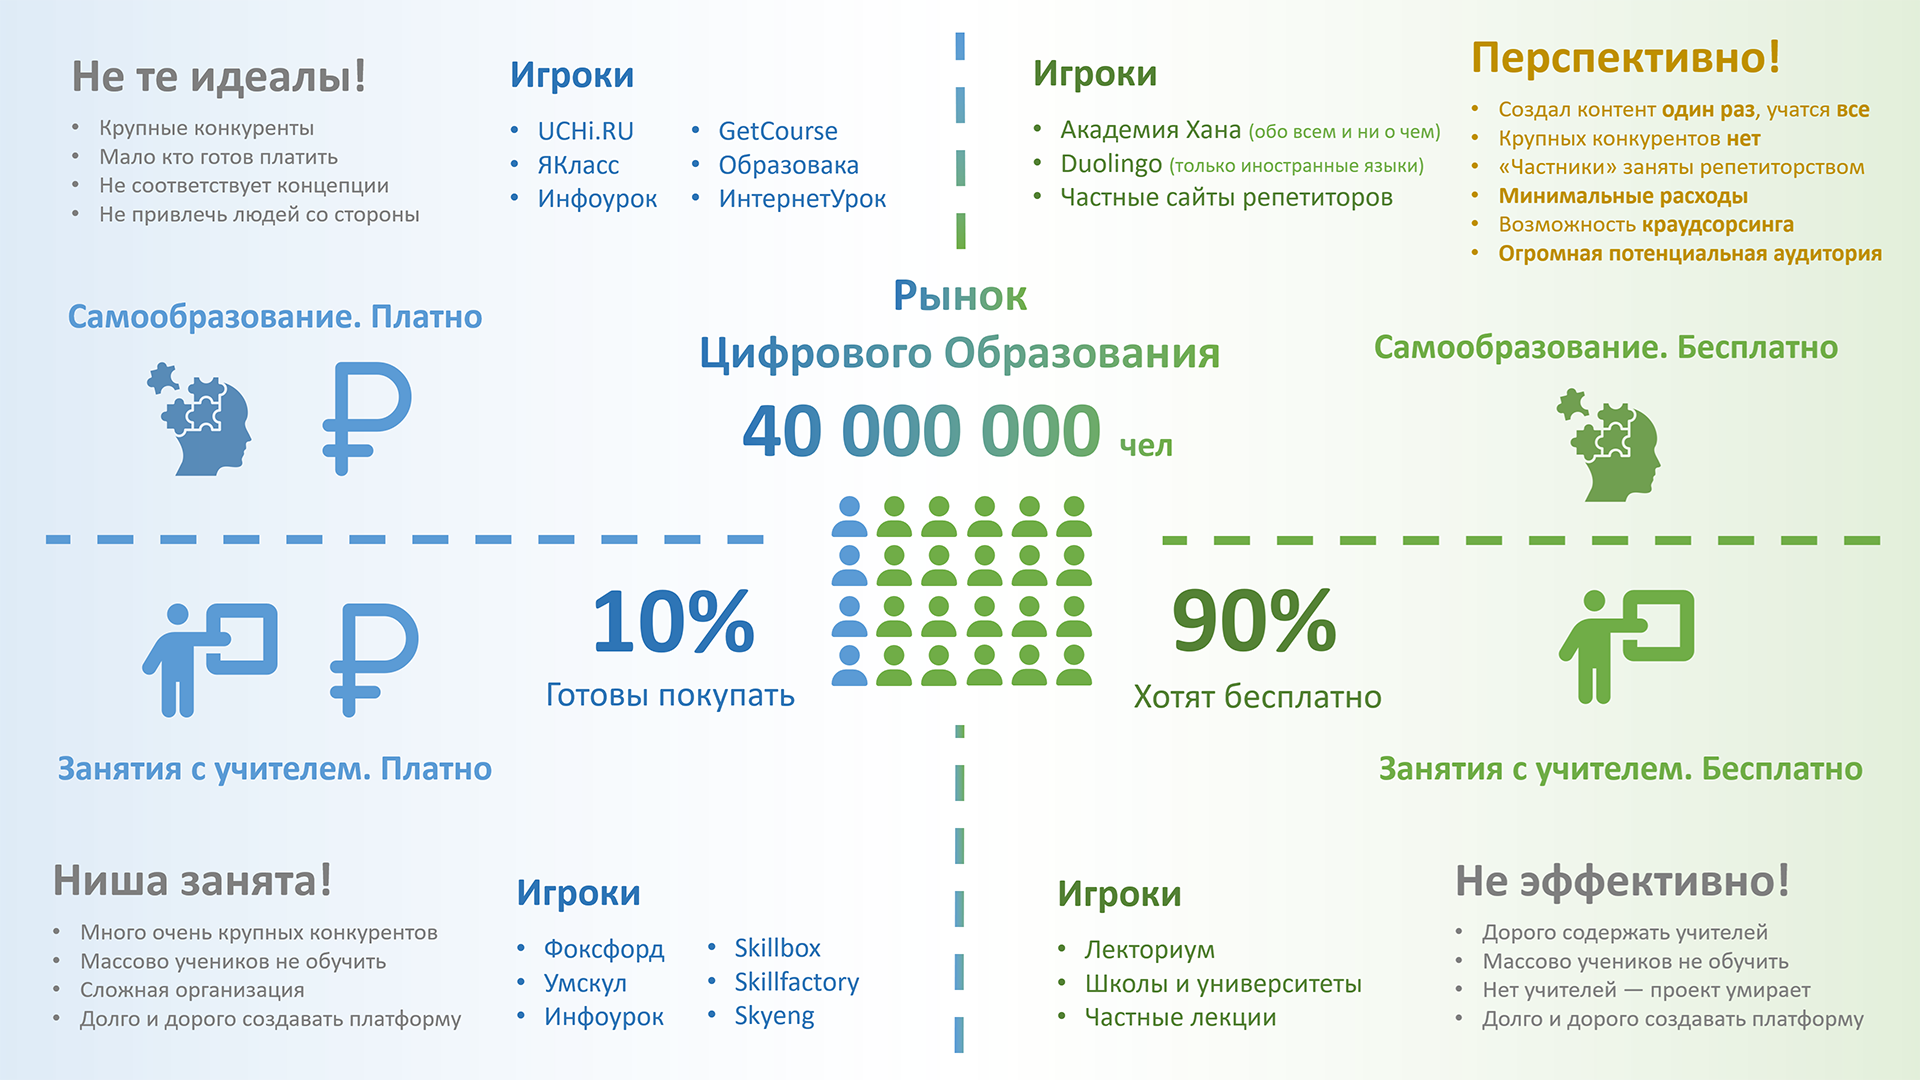 Не те идеалы!
• Крупные конкуренты
• Мало кто готов платить
• Не соответствует концепции
• Не привлечь людей со стороны
Игроки
• UCHi.RU
• ЯКласс
• Инфоурок
• GetCourse
• Образовака
• ИнтернетУрок
Самообразование. Платно
Игроки
• Академия Хана (обо всем и ни о чем)
• Duolingo (только иностранные языки)
• Частные сайты репетиторов
Перспективно!
• Создал контент один раз, учатся все
• Крупных конкурентов нет
• «Частники» заняты репетиторством
• Минимальные расходы
• Возможность краудсорсинга
• Огромная потенциальная аудитория
Самообразование. Бесплатно
Рынок
Цифрового Образования
40 000 000 чел
10%
Готовы покупать
90%
Хотят бесплатно
Занятия с учителем. Платно
Ниша занята!
• Много очень крупных конкурентов
• Массово учеников не обучить
• Сложная организация
• Долго и дорого создавать платформу
Игроки
• Фоксфорд
• Умскул
• Инфоурок
• Skillbox
• Skillfactory
• Skyeng
Занятия с учителем. Бесплатно
Игроки
• Лекториум
• Школы и университеты
• Частные лекции
Не эффективно!
• Дорого содержать учителей
• Массово учеников не обучить
• Нет учителей — проект умирает
• Долго и дорого создавать платформу